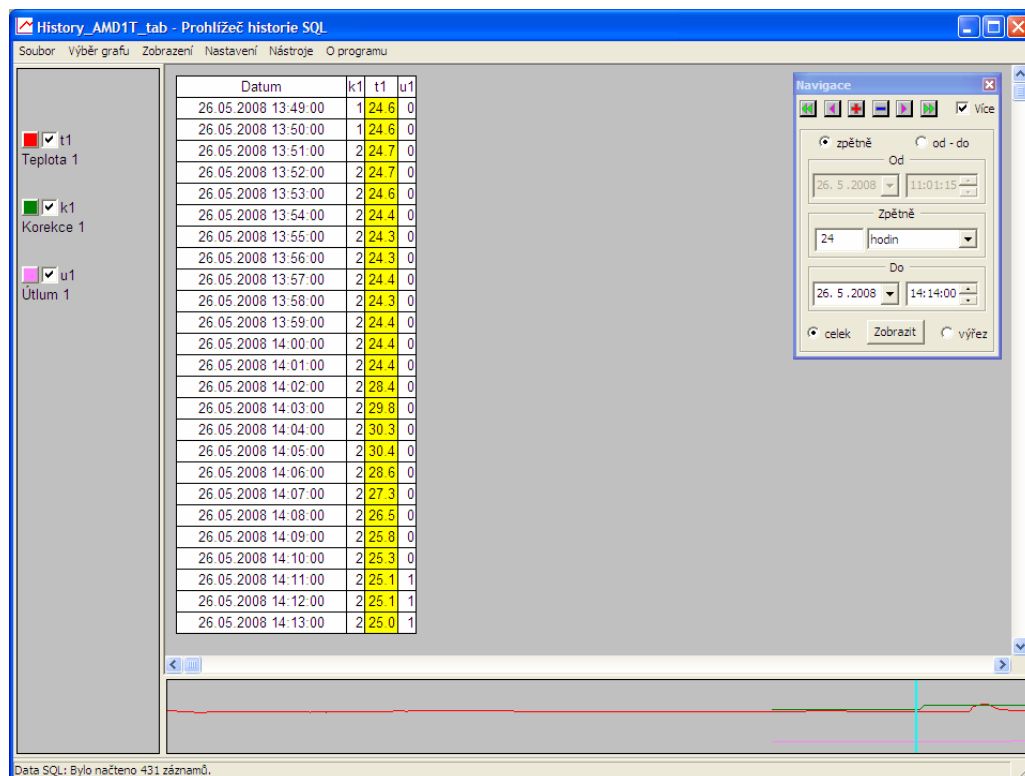 History_AMD1T_tab - Prohlížeč historie SQL
Soubor Výběr grafu Zobrazení Nastavení Nástroje O programu
t1
Teplota 1
k1
Korekce 1
u1
Útlum 1
Datum k1 t1 u1
26.05.2008 13:49:00 1 24.6 0
26.05.2008 13:50:00 1 24.6 0
26.05.2008 13:51:00 2 24.7 0
26.05.2008 13:52:00 2 24.7 0
26.05.2008 13:53:00 2 24.6 0
26.05.2008 13:54:00 2 24.4 0
26.05.2008 13:55:00 2 24.3 0
26.05.2008 13:56:00 2 24.3 0
26.05.2008 13:57:00 2 24.4 0
26.05.2008 13:58:00 2 24.3 0
26.05.2008 13:59:00 2 24.4 0
26.05.2008 14:00:00 2 24.4 0
26.05.2008 14:01:00 2 24.4 0
26.05.2008 14:02:00 2 28.4 0
26.05.2008 14:03:00 2 29.8 0
26.05.2008 14:04:00 2 30.3 0
26.05.2008 14:05:00 2 30.4 0
26.05.2008 14:06:00 2 28.6 0
26.05.2008 14:07:00 2 27.3 0
26.05.2008 14:08:00 2 26.5 0
26.05.2008 14:09:00 2 25.8 0
26.05.2008 14:10:00 2 25.3 0
26.05.2008 14:11:00 2 25.1 1
26.05.2008 14:12:00 2 25.1 1
26.05.2008 14:13:00 2 25.0 1
Navigace
Více
zpětně od - do
Od
26. 5 .2008 11:01:15
Zpětně
24 hodin
Do
26. 5 .2008 14:14:00
celek Zobrazit výřez
Data SQL: Bylo načteno 431 záznamů.